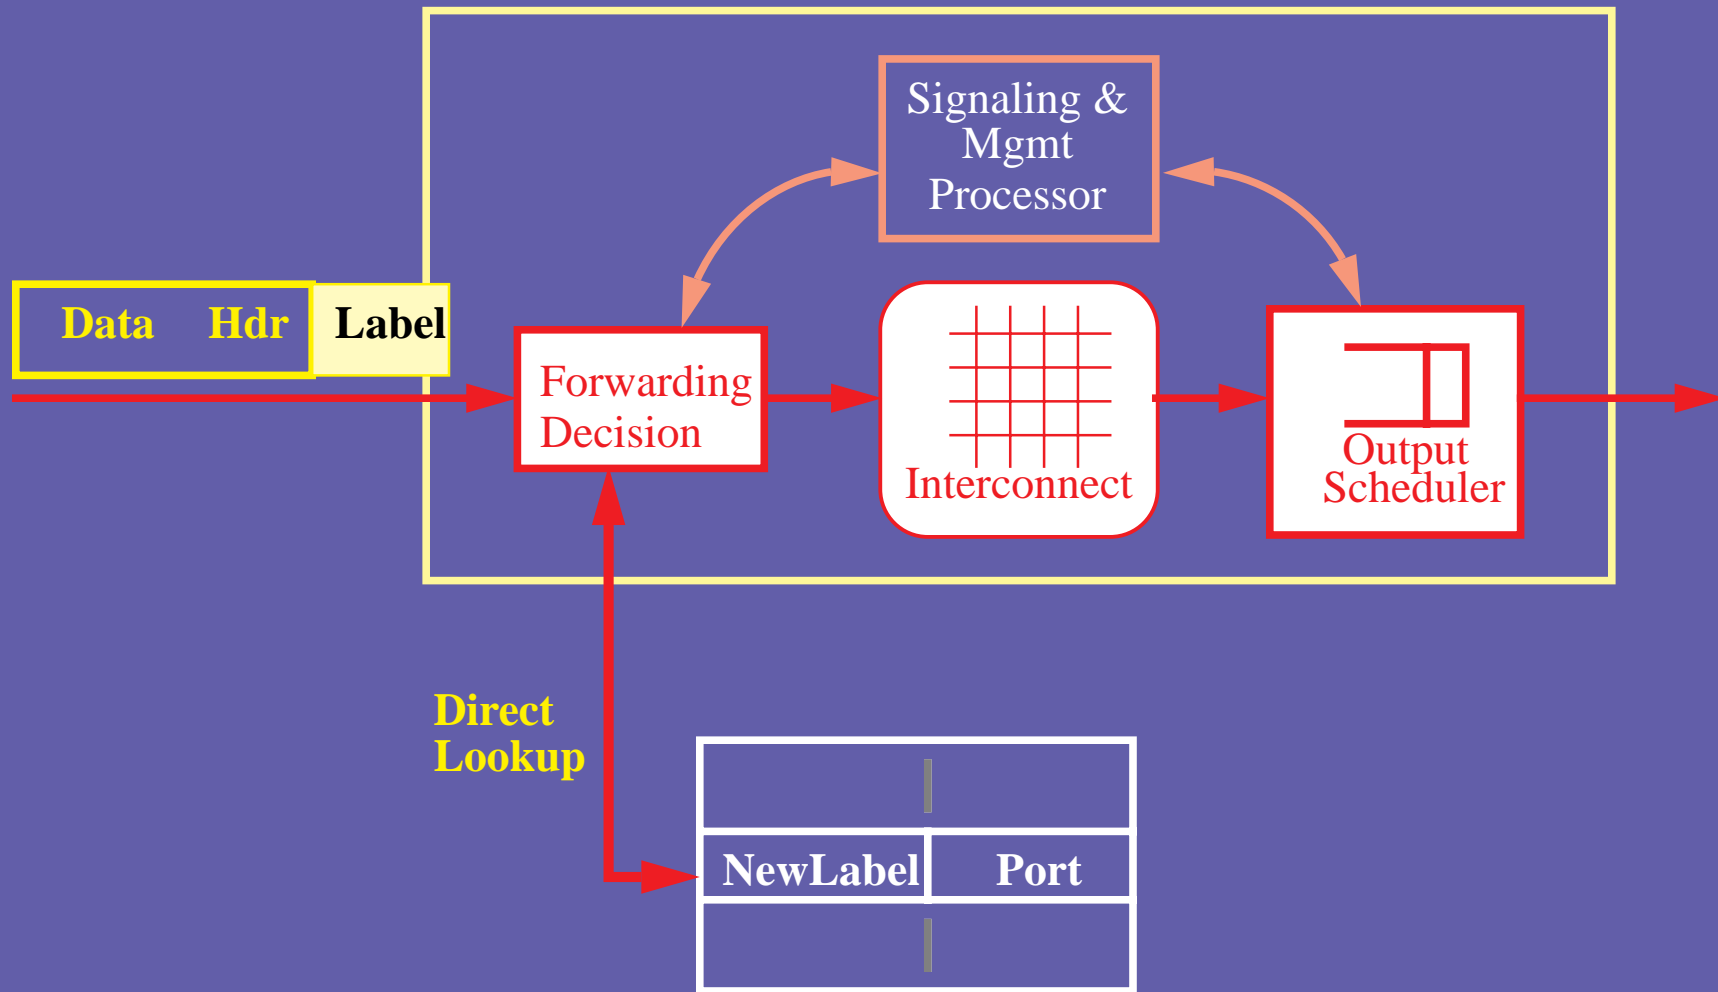 Signaling &
Mgmt
Processor
Data Hdr Label
Forwarding
Decision
Interconnect
Output
Scheduler
Direct
Lookup
NewLabel Port